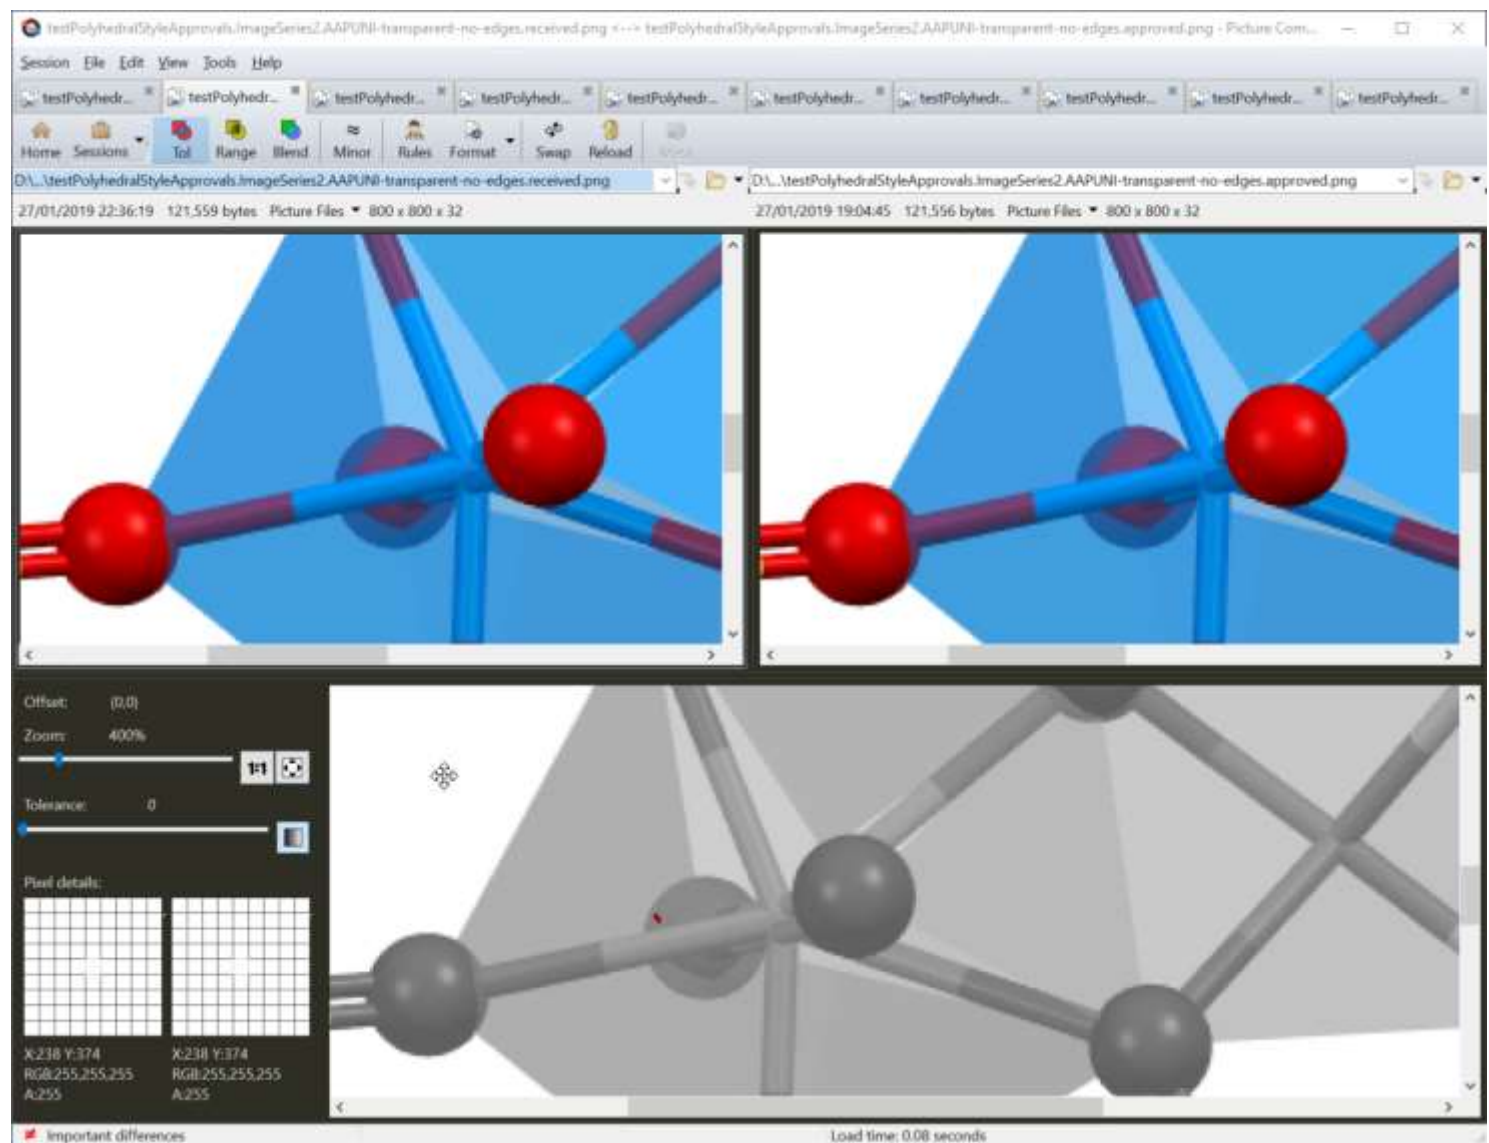 testPolyhedralStyleApprovals.ImageSeries2.AAPUNI-transparent-no-edges.received.png <--> testPolyhedralStyleApprovals.ImageSeries2.AAPUNI-transparent-no-edges.approved.png - Picture Com...
Session File Edit View Tools Help
testPolyhedr... testPolyhedr... testPolyhedr... testPolyhedr... testPolyhedr... testPolyhedr... testPolyhedr... testPolyhedr... testPolyhedr... testPolyhedr...
Home Sessions Tol Range Blend Minor Rules Format Swap Reload
D:\...\testPolyhedralStyleApprovals.ImageSeries2.AAPUNI-transparent-no-edges.received.png D:\...\testPolyhedralStyleApprovals.ImageSeries2.AAPUNI-transparent-no-edges.approved.png
27/01/2019 22:36:19 121,559 bytes Picture Files 800 x 800 x 32 27/01/2019 19:04:45 121,556 bytes Picture Files 800 x 800 x 32
Offset: (0,0)
Zoom: 400%
1:1
Tolerance: 0
Pixel details:
X:238 Y:374 X:238 Y:374
RGB:255,255,255 RGB:255,255,255
A:255 A:255
Important differences Load time: 0.08 seconds